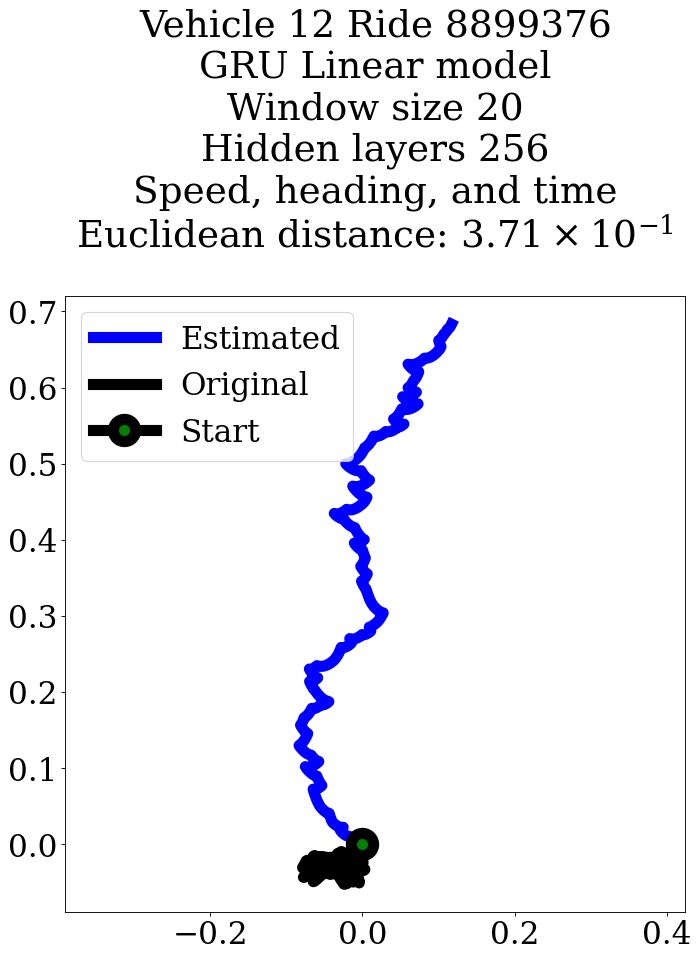 Vehicle 12 Ride 8899376
GRU Linear model
Window size 20
Hidden layers 256
Speed, heading, and time
Euclidean distance: 3.71 × 10⁻¹
Estimated
Original
Start
0.7
0.6
0.5
0.4
0.3
0.2
0.1
0.0
−0.2
0.0
0.2
0.4